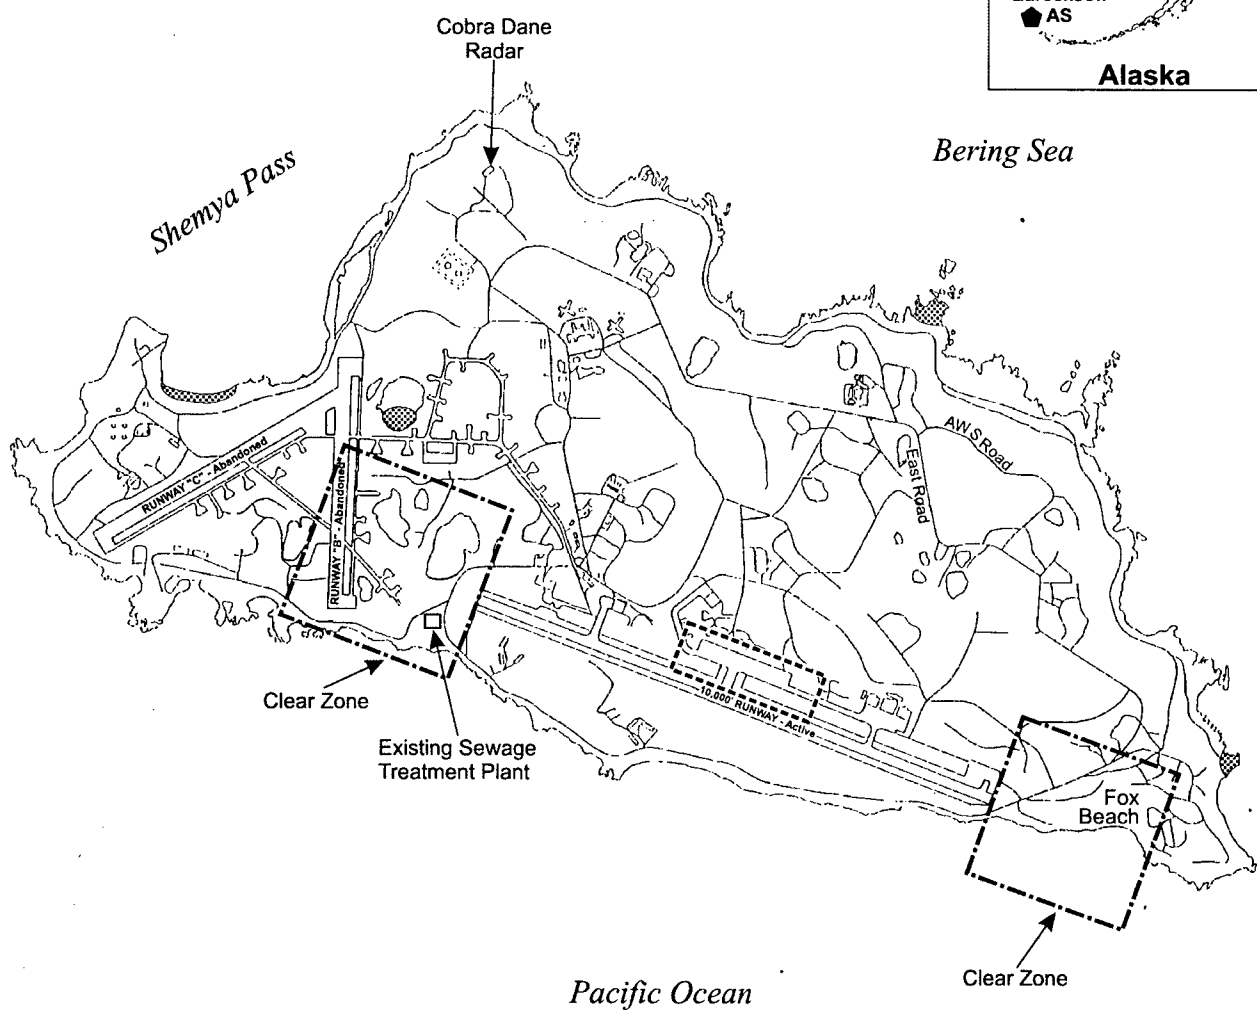 Cobra Dane
Radar
AS
Alaska
Bering Sea
Shemya Pass
AWS Road
East Road
RUNWAY "C" - Abandoned
RUNWAY "B" - Abandoned
10,000' RUNWAY - Active
Clear Zone
Existing Sewage
Treatment Plant
Fox
Beach
Clear Zone
Pacific Ocean